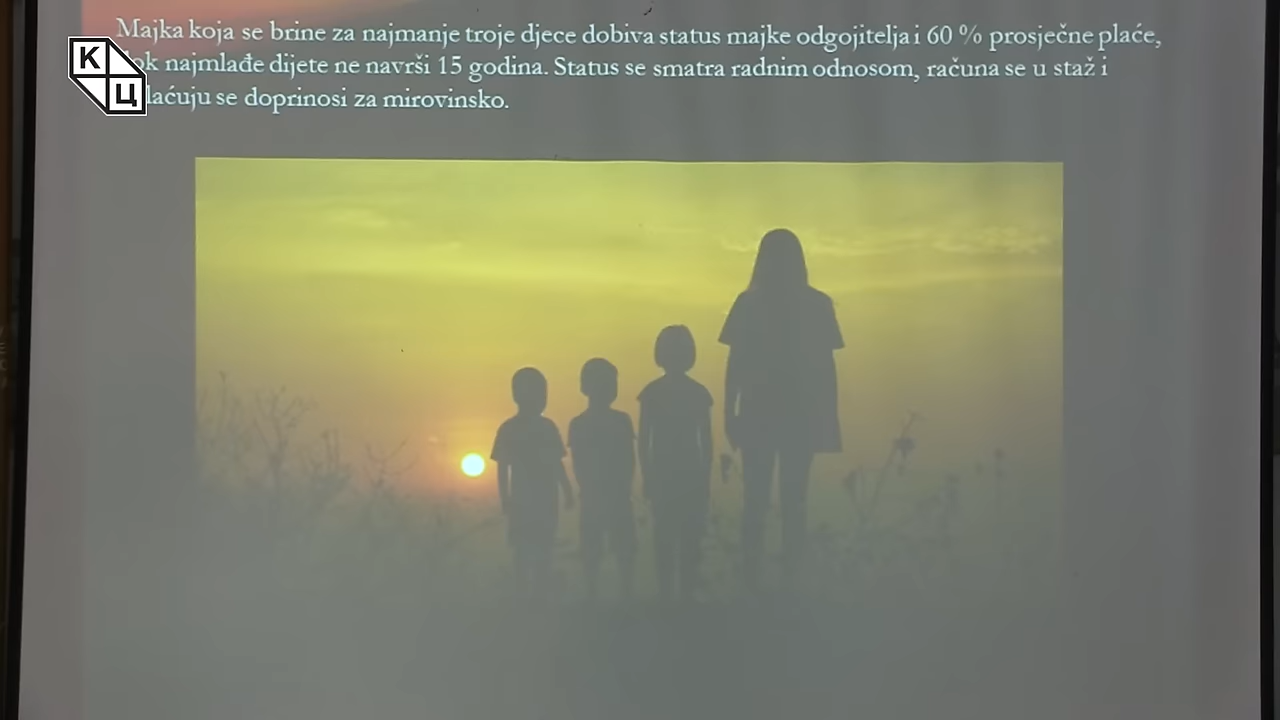 Majka koja se brine za najmanje troje djece dobiva status majke odgojitelja i 60 % prosječne plaće,
najmlađe dijete ne navrši 15 godina. Status se smatra radnim odnosom, računa se u staž i
se doprinosi za mirovinsko.
К
Ц